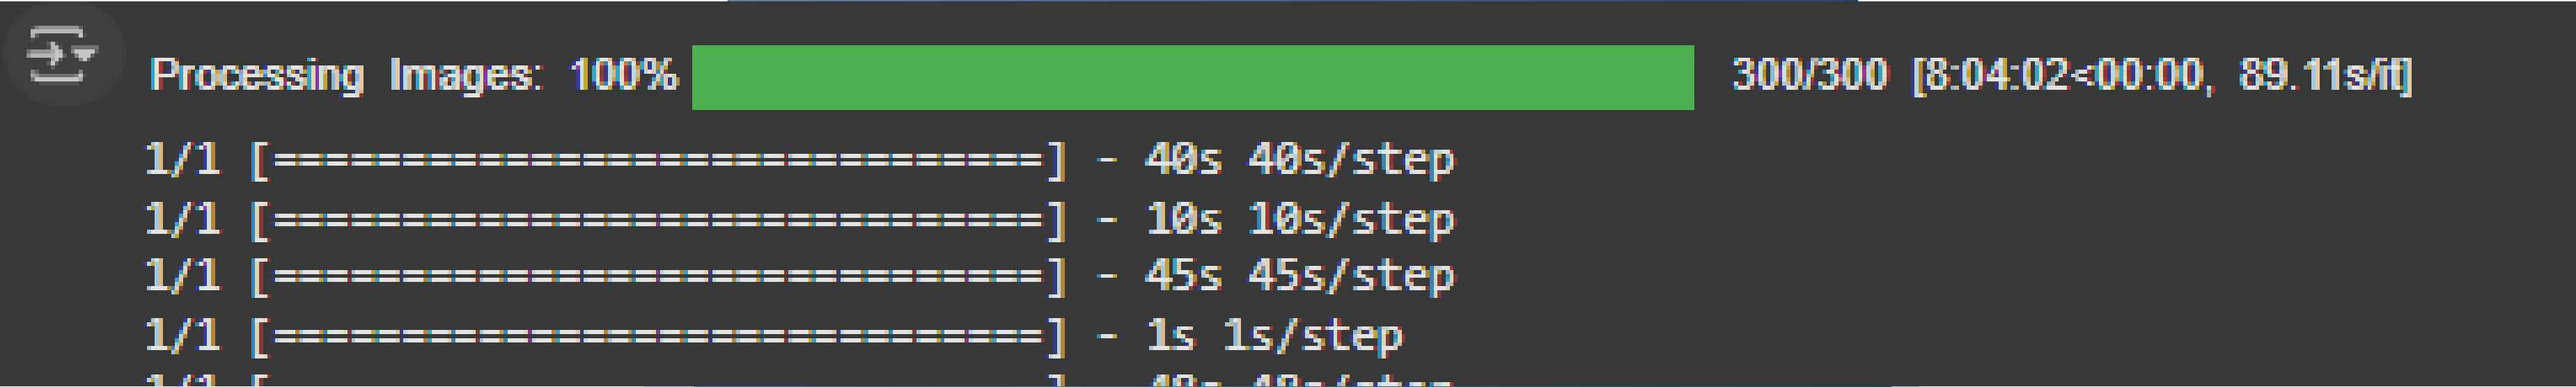 Processing Images: 100% 300/300 [8:04:02<00:00, 89.11s/it]
1/1 [==============================] - 40s 40s/step
1/1 [==============================] - 10s 10s/step
1/1 [==============================] - 45s 45s/step
1/1 [==============================] - 1s 1s/step